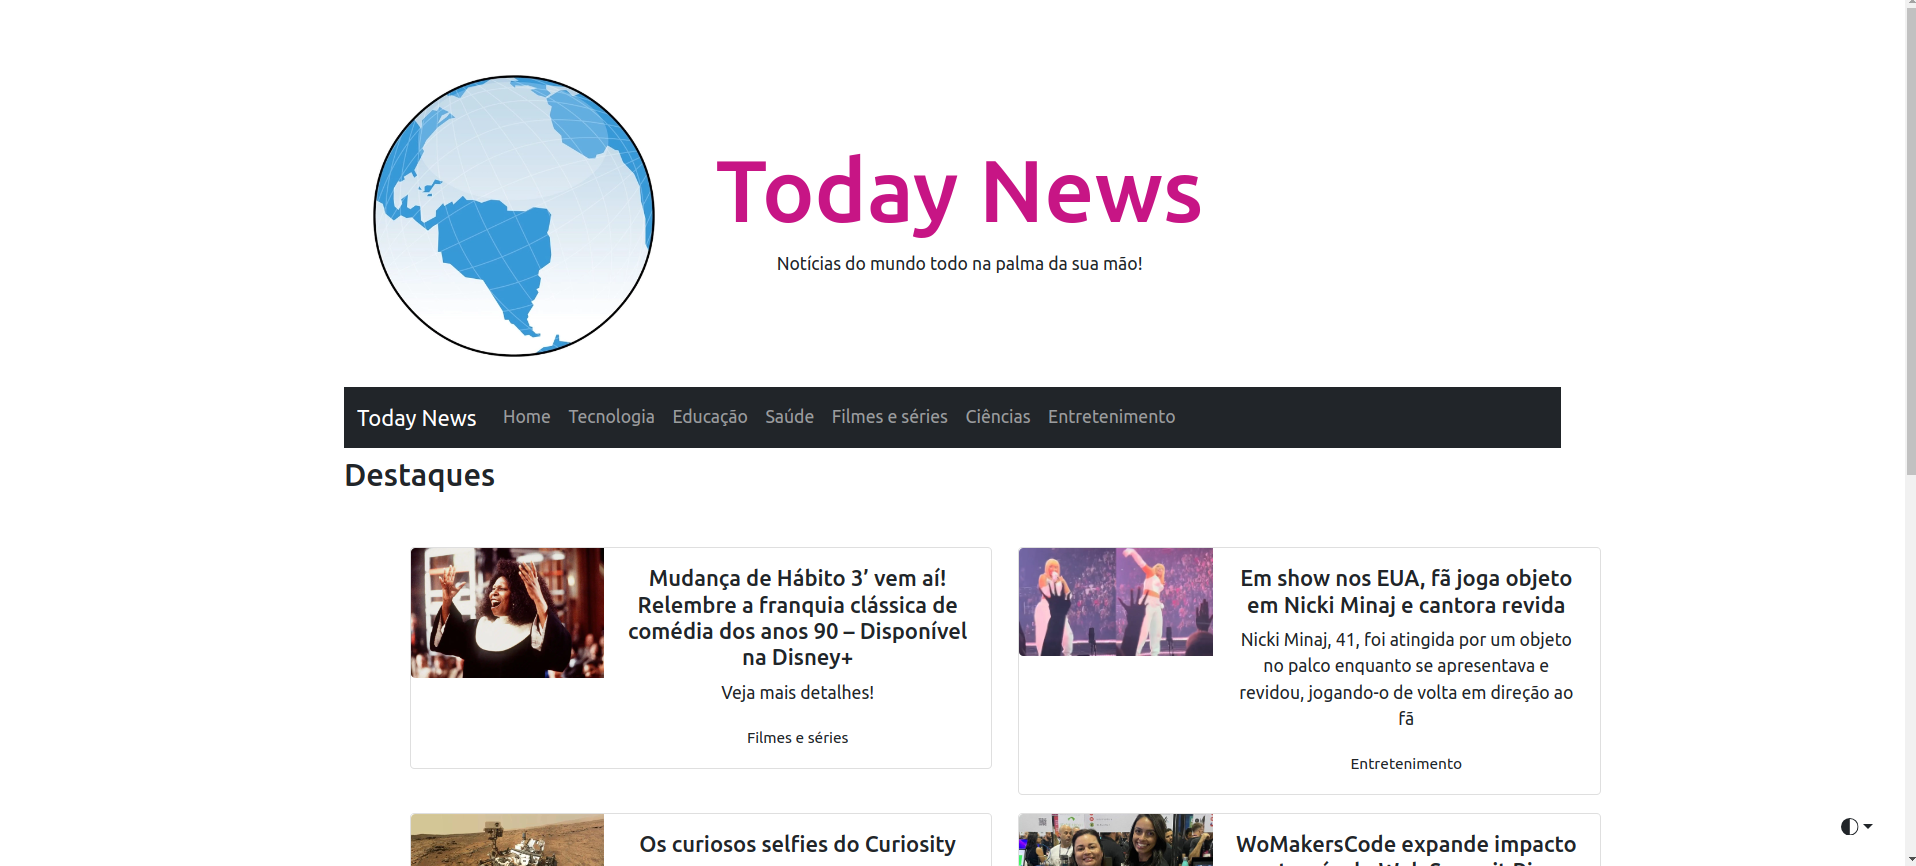 Today News
Notícias do mundo todo na palma da sua mão!
Today News Home Tecnologia Educação Saúde Filmes e séries Ciências Entretenimento
Destaques
Mudança de Hábito 3’ vem aí!
Relembre a franquia clássica de
comédia dos anos 90 – Disponível
na Disney+
Veja mais detalhes!
Filmes e séries
Em show nos EUA, fã joga objeto
em Nicki Minaj e cantora revida
Nicki Minaj, 41, foi atingida por um objeto
no palco enquanto se apresentava e
revidou, jogando-o de volta em direção ao
fã
Entretenimento
Os curiosos selfies do Curiosity
WoMakersCode expande impacto